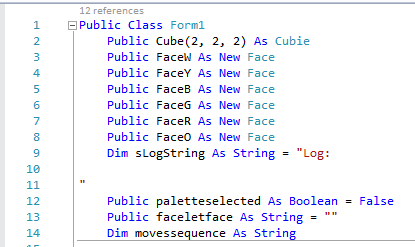 12 references
1 Public Class Form1
2 Public Cube(2, 2, 2) As Cubie
3 Public FaceW As New Face
4 Public FaceY As New Face
5 Public FaceB As New Face
6 Public FaceG As New Face
7 Public FaceR As New Face
8 Public FaceO As New Face
9 Dim sLogString As String = "Log:
10
11 "
12 Public paletteselected As Boolean = False
13 Public faceletface As String = ""
14 Dim movessequence As String